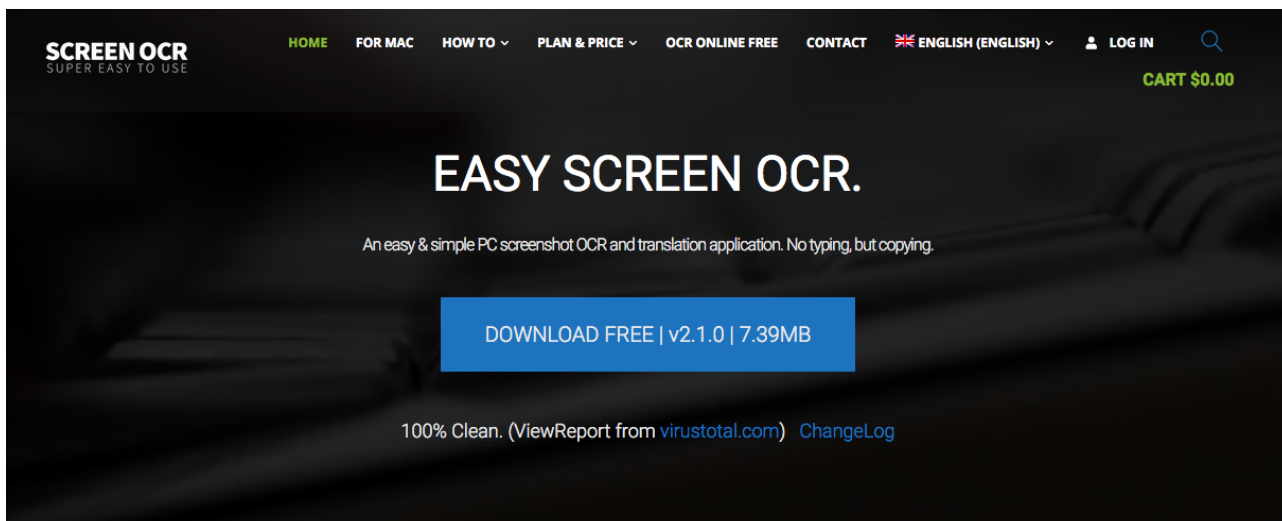 SCREEN OCR
SUPER EASY TO USE
HOME FOR MAC HOW TO PLAN & PRICE OCR ONLINE FREE CONTACT ENGLISH (ENGLISH) LOG IN
CART $0.00
EASY SCREEN OCR.
An easy & simple PC screenshot OCR and translation application. No typing, but copying.
DOWNLOAD FREE | v2.1.0 | 7.39MB
100% Clean. (ViewReport from virustotal.com) ChangeLog